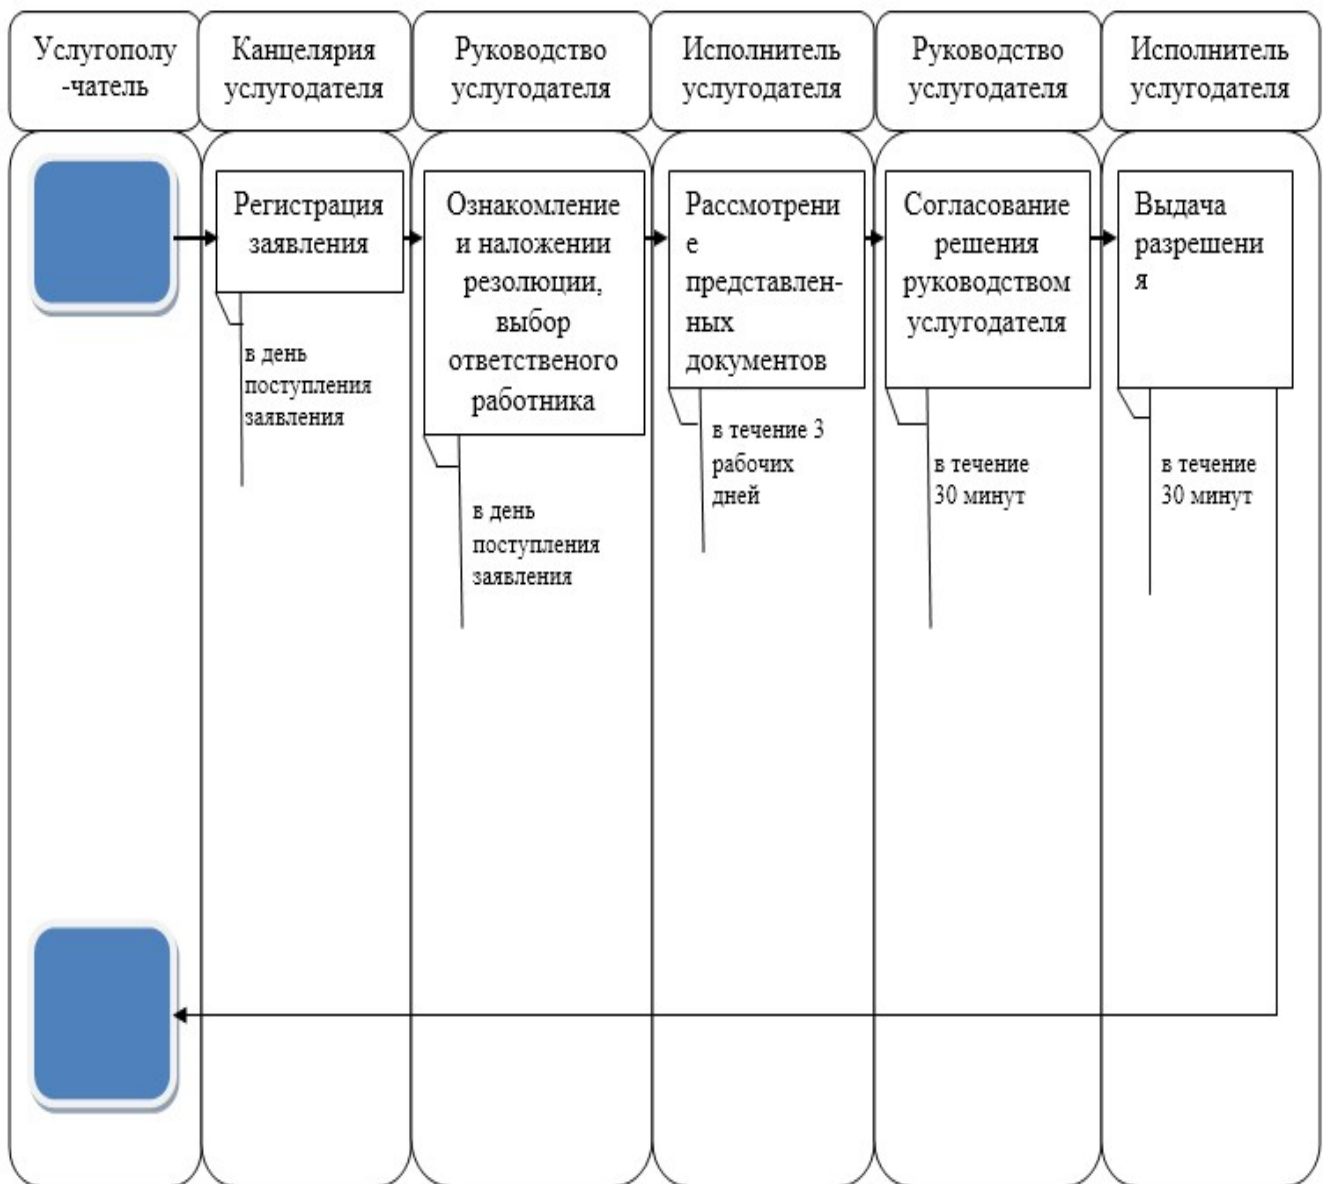 Услугополу
-чатель
Канцелярия
услугодателя
Руководство
услугодателя
Исполнитель
услугодателя
Руководство
услугодателя
Исполнитель
услугодателя
Регистрация
заявления
в день
поступления
заявления
Ознакомление
и наложении
резолюции,
выбор
ответственого
работника
в день
поступления
заявления
Рассмотрени
е
представлен-
ных
документов
в течение 3
рабочих
дней
Согласование
решения
руководством
услугодателя
в течение
30 минут
Выдача
разрешени
я
в течение
30 минут